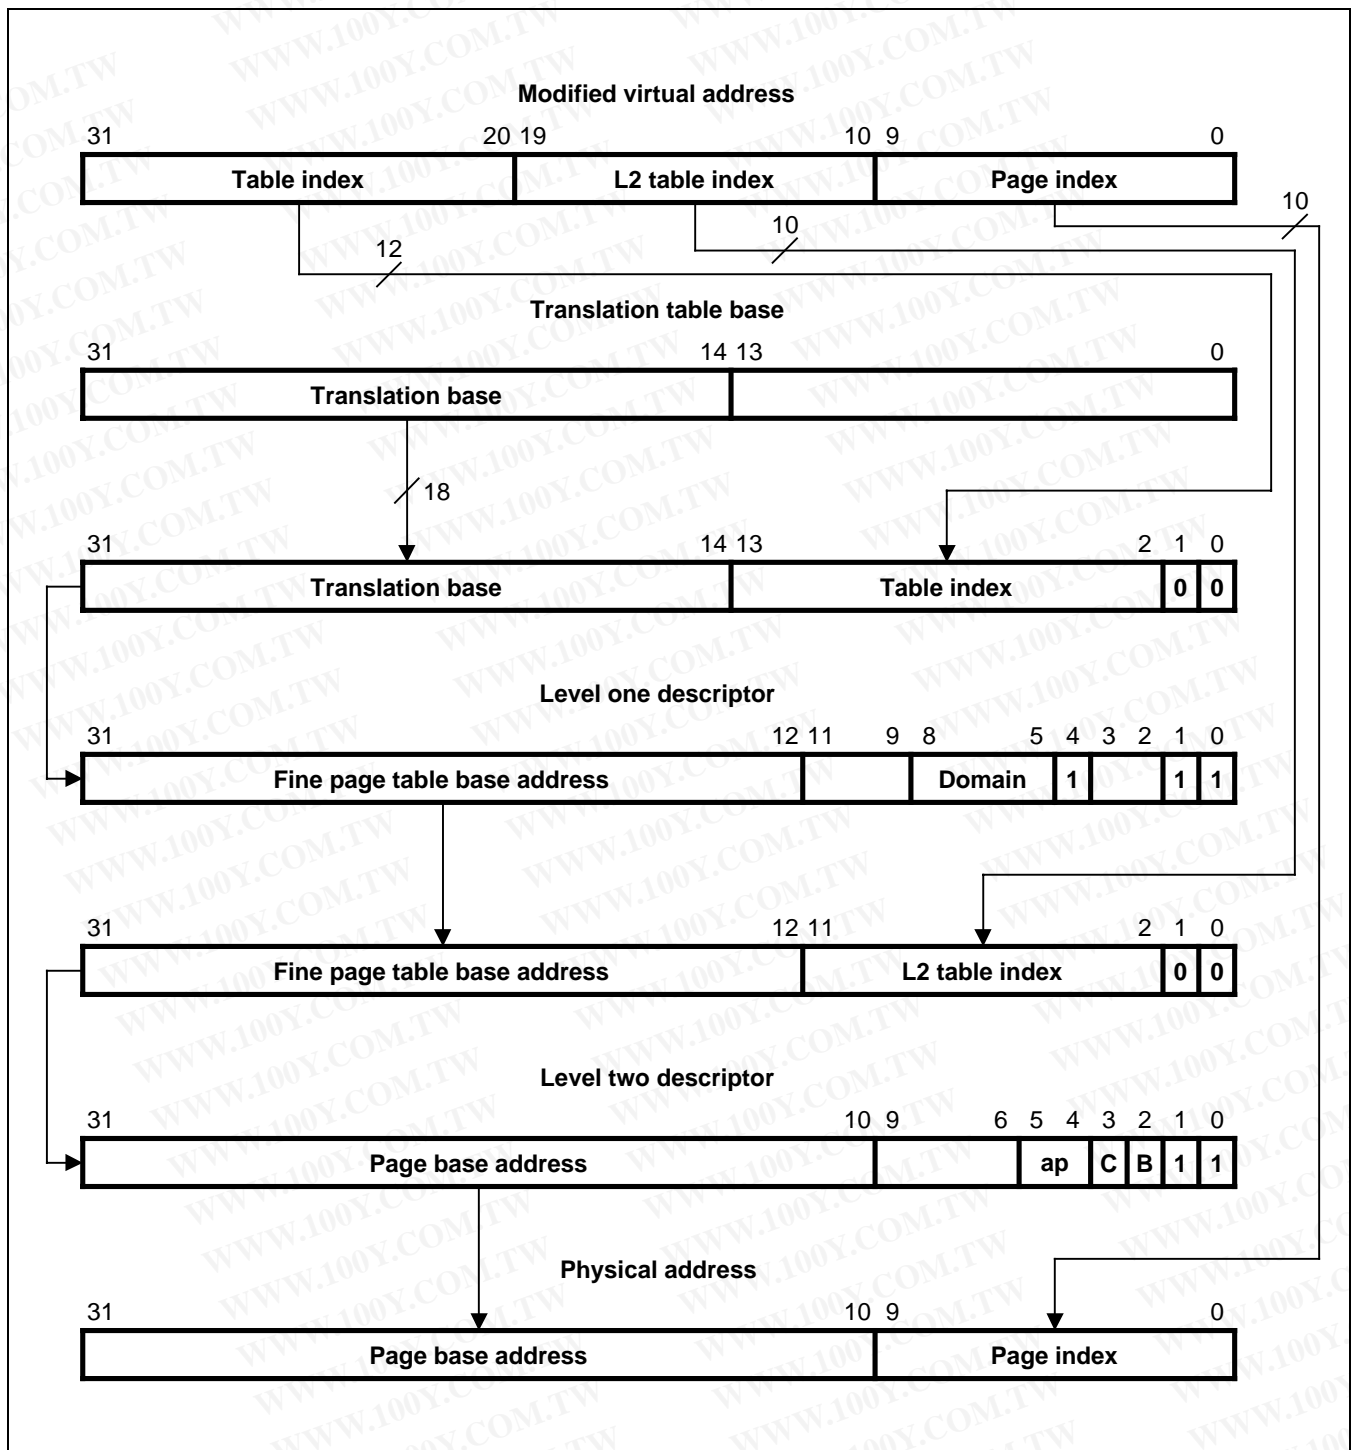 Modified virtual address
31 20 19 10 9 0
Table index L2 table index Page index
10
10
12
Translation table base
31 14 13 0
Translation base
18
31 14 13 2 1 0
Translation base Table index 0 0
Level one descriptor
31 12 11 9 8 5 4 3 2 1 0
Fine page table base address Domain 1 1 1
31 12 11 2 1 0
Fine page table base address L2 table index 0 0
Level two descriptor
31 10 9 6 5 4 3 2 1 0
Page base address ap C B 1 1
Physical address
31 10 9 0
Page base address Page index
WWW.100Y.COM.TW